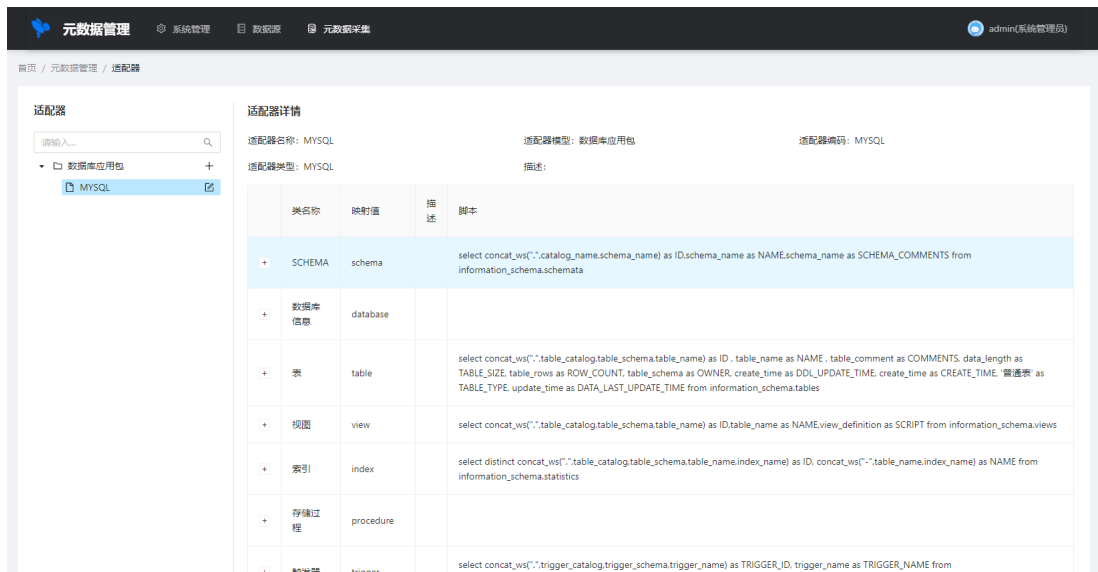 元数据管理 系统管理 数据源 元数据采集 admin(系统管理员)
首页 / 元数据管理 / 适配器
适配器
请输入...
数据库应用包
MYSQL
适配器详情
适配器名称: MYSQL 适配器模型: 数据库应用包 适配器编码: MYSQL
适配器类型: MYSQL 描述:
类名称 映射值 描述 脚本
SCHEMA schema
select concat_ws(".",catalog_name,schema_name) as ID,schema_name as NAME,schema_name as SCHEMA_COMMENTS from
information_schema.schemata
数据库
信息
database
表 table
select concat_ws(".",table_catalog,table_schema,table_name) as ID , table_name as NAME , table_comment as COMMENTS, data_length as
TABLE_SIZE, table_rows as ROW_COUNT, table_schema as OWNER, create_time as DDL_UPDATE_TIME, create_time as CREATE_TIME, '普通表' as
TABLE_TYPE, update_time as DATA_LAST_UPDATE_TIME from information_schema.tables
视图 view select concat_ws(".",table_catalog,table_schema,table_name) as ID,table_name as NAME,view_definition as SCRIPT from information_schema.views
索引 index
select distinct concat_ws(".",table_catalog,table_schema,table_name,index_name) as ID, concat_ws("-",table_name,index_name) as NAME from
information_schema.statistics
存储过
程
procedure
触发器 trigger
select concat_ws(".",trigger_catalog,trigger_schema,trigger_name) as TRIGGER_ID, trigger_name as TRIGGER_NAME from